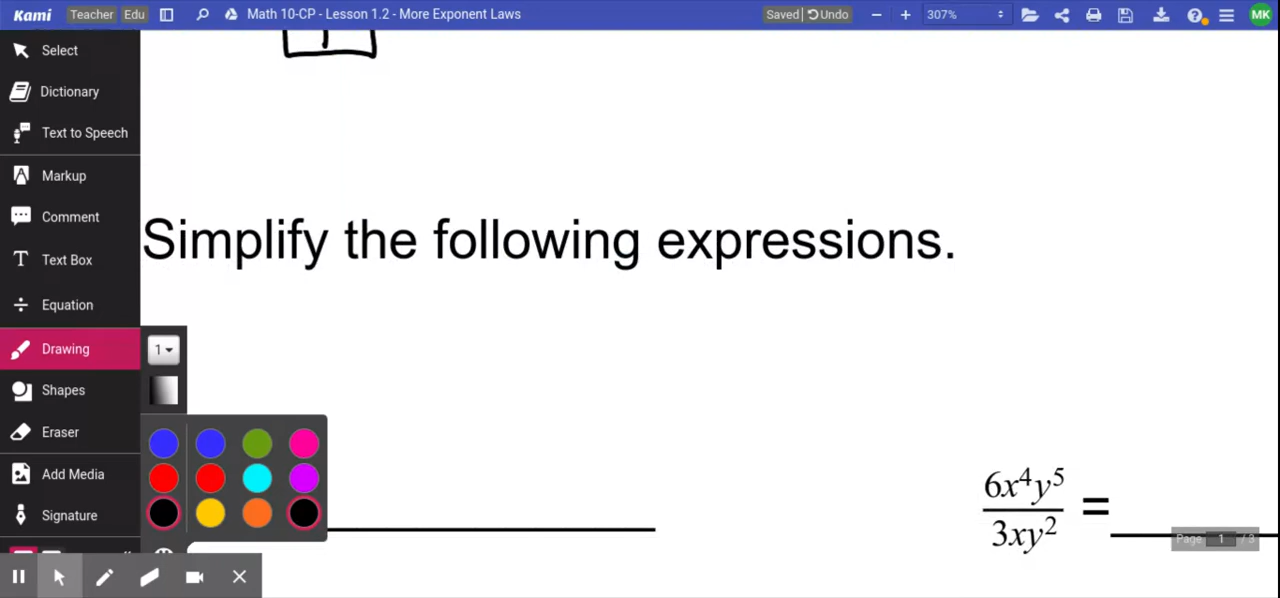 Kami Teacher Edu Math 10-CP - Lesson 1.2 - More Exponent Laws Saved Undo 307% MK
Select
Dictionary
Text to Speech
Markup
Comment
Text Box
Equation
Drawing
1
Shapes
Eraser
Add Media
Signature
Simplify the following expressions.
6x⁴y⁵
3xy² =
Page 1 / 3